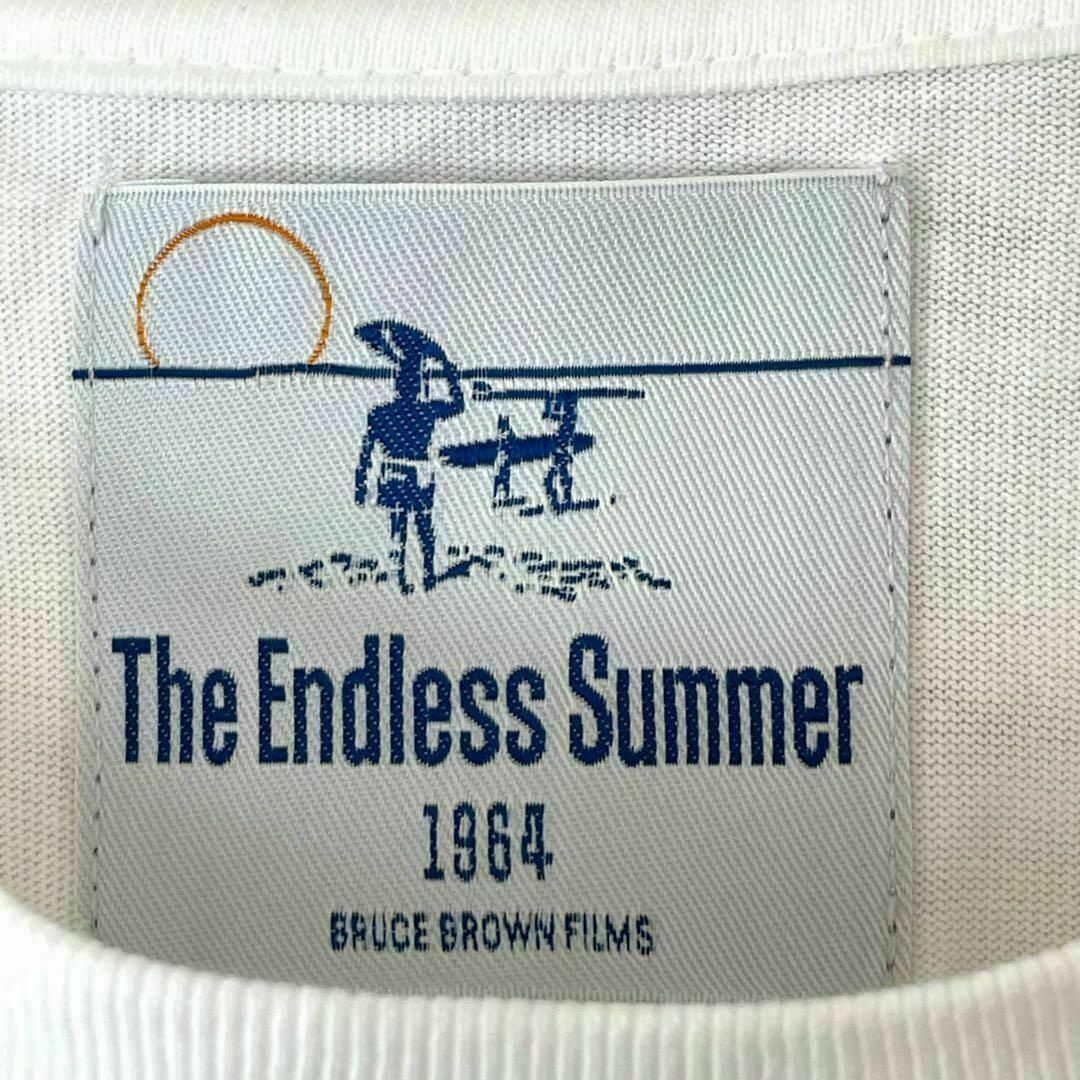 The Endless Summer
1964
BRUCE BROWN FILMS